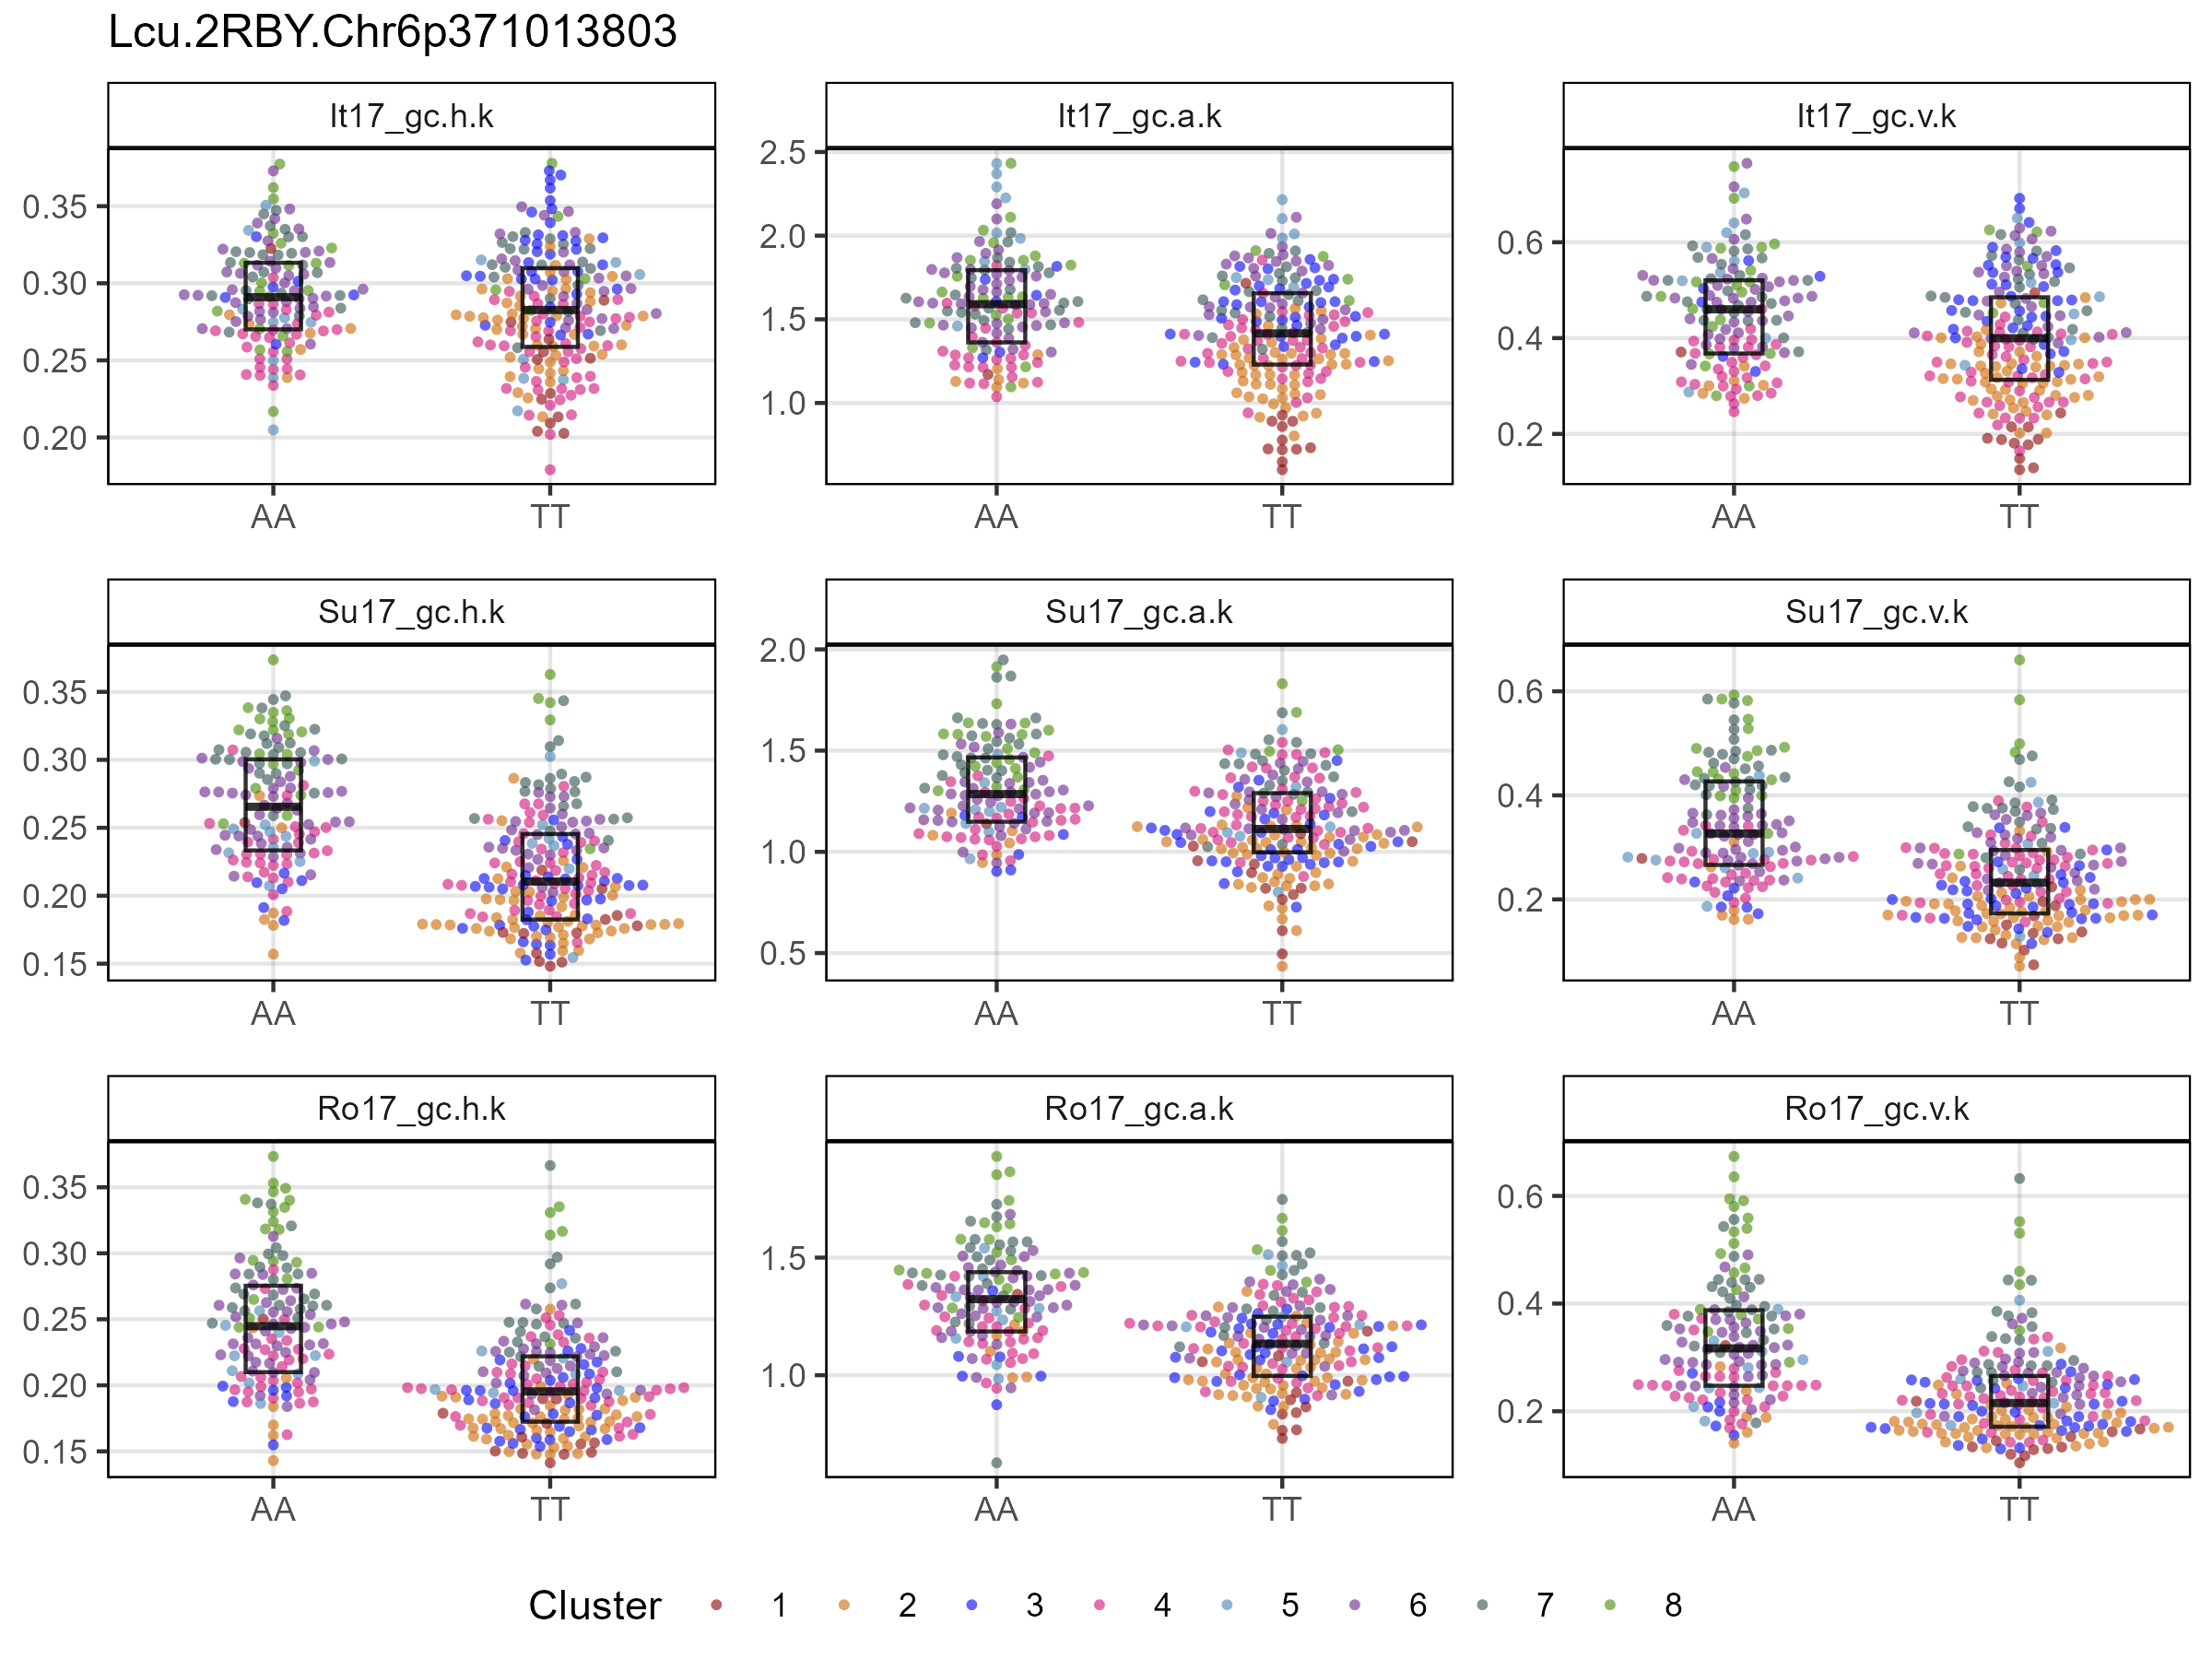 Lcu.2RBY.Chr6p371013803
It17_gc.h.k
It17_gc.a.k
It17_gc.v.k
0.35
0.30
0.25
0.20
AA
TT
2.5
2.0
1.5
1.0
AA
TT
0.6
0.4
0.2
AA
TT
Su17_gc.h.k
Su17_gc.a.k
Su17_gc.v.k
0.35
0.30
0.25
0.20
0.15
AA
TT
2.0
1.5
1.0
0.5
AA
TT
0.6
0.4
0.2
AA
TT
Ro17_gc.h.k
Ro17_gc.a.k
Ro17_gc.v.k
0.35
0.30
0.25
0.20
0.15
AA
TT
1.5
1.0
AA
TT
0.6
0.4
0.2
AA
TT
Cluster 1 2 3 4 5 6 7 8